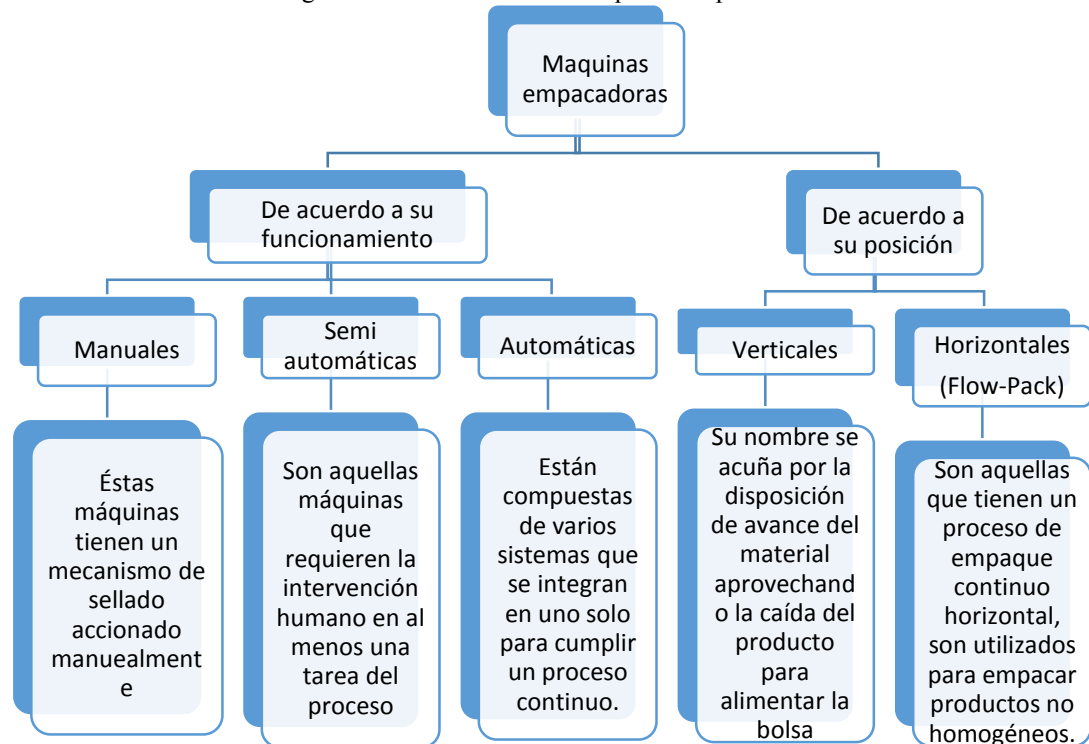 Maquinas
empacadoras
De acuerdo a su
funcionamiento
De acuerdo a
su posición
Manuales
Semi
automáticas
Automáticas
Verticales
Horizontales
(Flow-Pack)
Éstas
máquinas
tienen un
mecanismo de
sellado
accionado
manuealment
e
Son aquellas
máquinas
que
requieren la
intervención
humano en al
menos una
tarea del
proceso
Están
compuestas
de varios
sistemas que
se integran
en uno solo
para cumplir
un proceso
continuo.
Su nombre se
acuña por la
disposición
de avance del
material
aprovechand
o la caída del
producto
para
alimentar la
bolsa
Son aquellas
que tienen un
proceso de
empaque
continuo
horizontal,
son utilizados
para empacar
productos no
homogéneos.